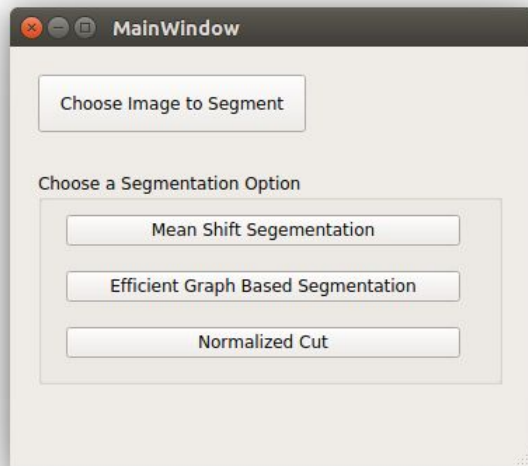 MainWindow
Choose Image to Segment
Choose a Segmentation Option
Mean Shift Segementation
Efficient Graph Based Segmentation
Normalized Cut